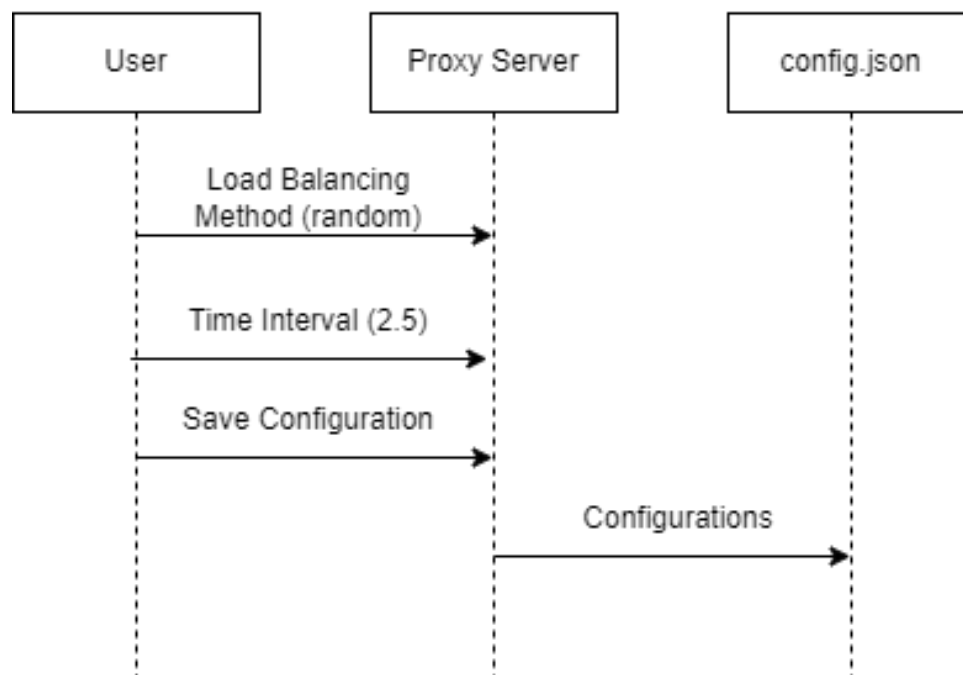 User
Proxy Server
config.json
Load Balancing
Method (random)
Time Interval (2.5)
Save Configuration
Configurations